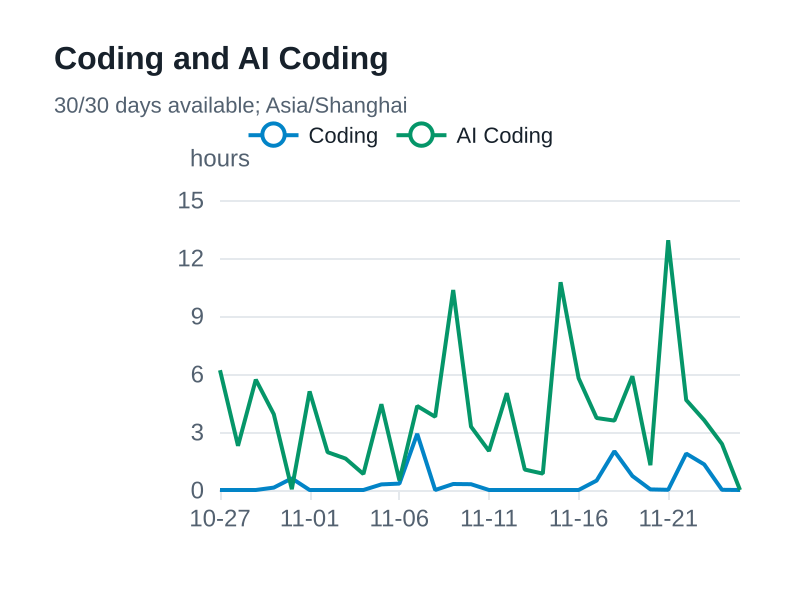 Coding and AI Coding
30/30 days available; Asia/Shanghai
Coding AI Coding
hours
15
12
9
6
3
0
10-27 11-01 11-06 11-11 11-16 11-21